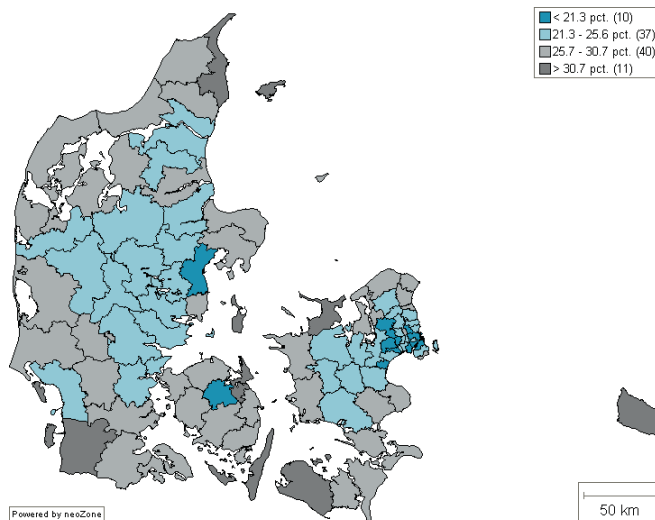 < 21.3 pct. (10)
21.3 - 25.6 pct. (37)
25.7 - 30.7 pct. (40)
> 30.7 pct. (11)
Powered by neoZone
50 km